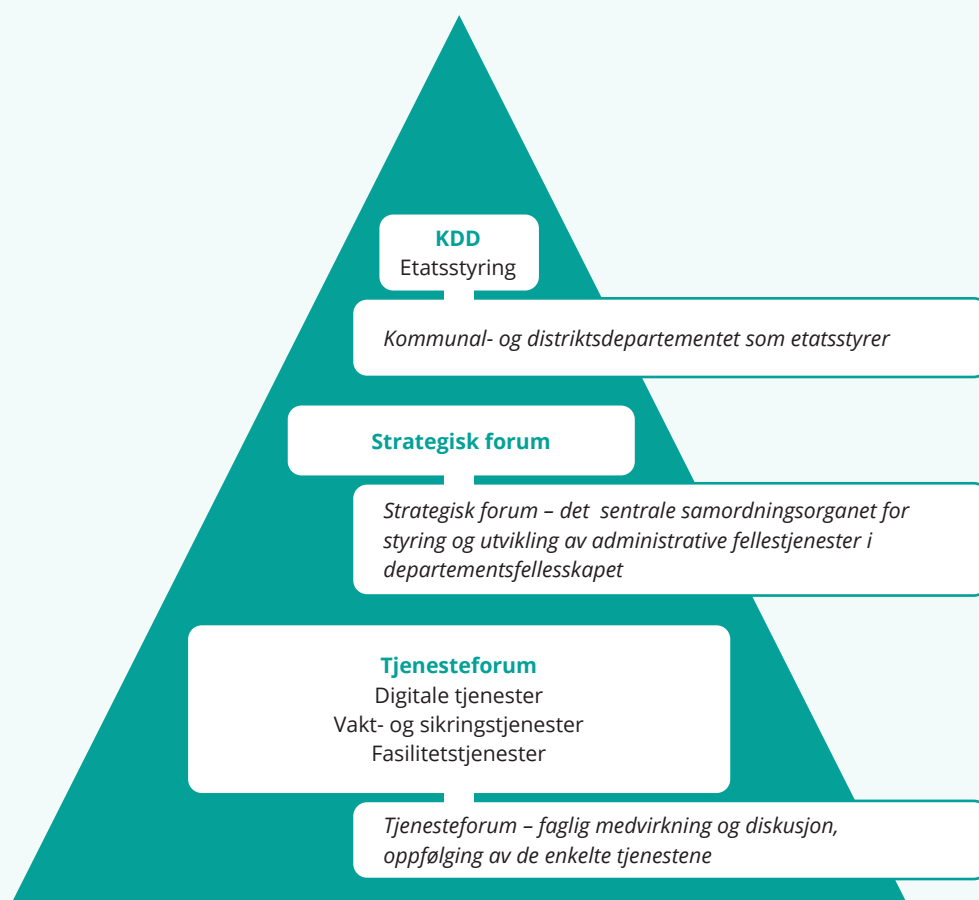 KDD
Etatsstyring
Kommunal- og distriktsdepartementet som etatsstyrer
Strategisk forum
Strategisk forum – det  sentrale samordningsorganet for
styring og utvikling av administrative fellestjenester i
departementsfellesskapet
Tjenesteforum
Digitale tjenester
Vakt- og sikringstjenester
Fasilitetstjenester
Tjenesteforum – faglig medvirkning og diskusjon,
oppfølging av de enkelte tjenestene